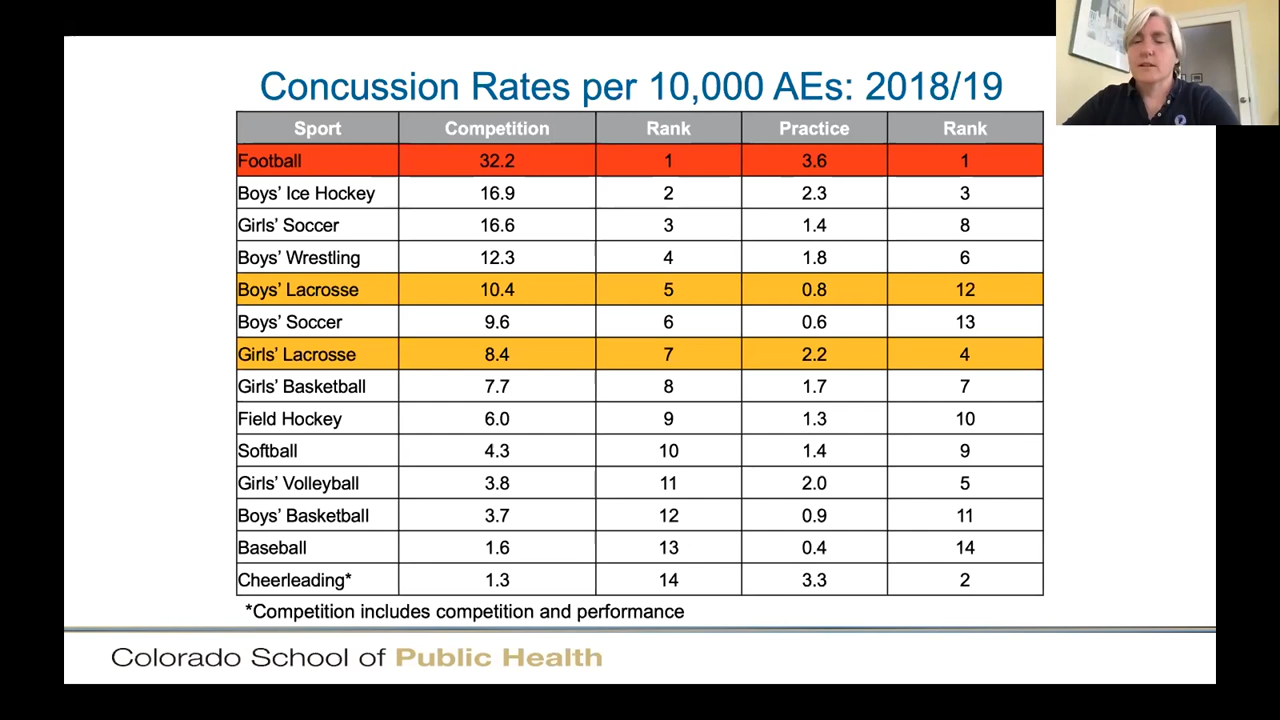 Concussion Rates per 10,000 AEs: 2018/19
Sport Competition Rank Practice Rank
Football 32.2 1 3.6 1
Boys' Ice Hockey 16.9 2 2.3 3
Girls' Soccer 16.6 3 1.4 8
Boys' Wrestling 12.3 4 1.8 6
Boys' Lacrosse 10.4 5 0.8 12
Boys' Soccer 9.6 6 0.6 13
Girls' Lacrosse 8.4 7 2.2 4
Girls' Basketball 7.7 8 1.7 7
Field Hockey 6.0 9 1.3 10
Softball 4.3 10 1.4 9
Girls' Volleyball 3.8 11 2.0 5
Boys' Basketball 3.7 12 0.9 11
Baseball 1.6 13 0.4 14
Cheerleading* 1.3 14 3.3 2
*Competition includes competition and performance
Colorado School of Public Health